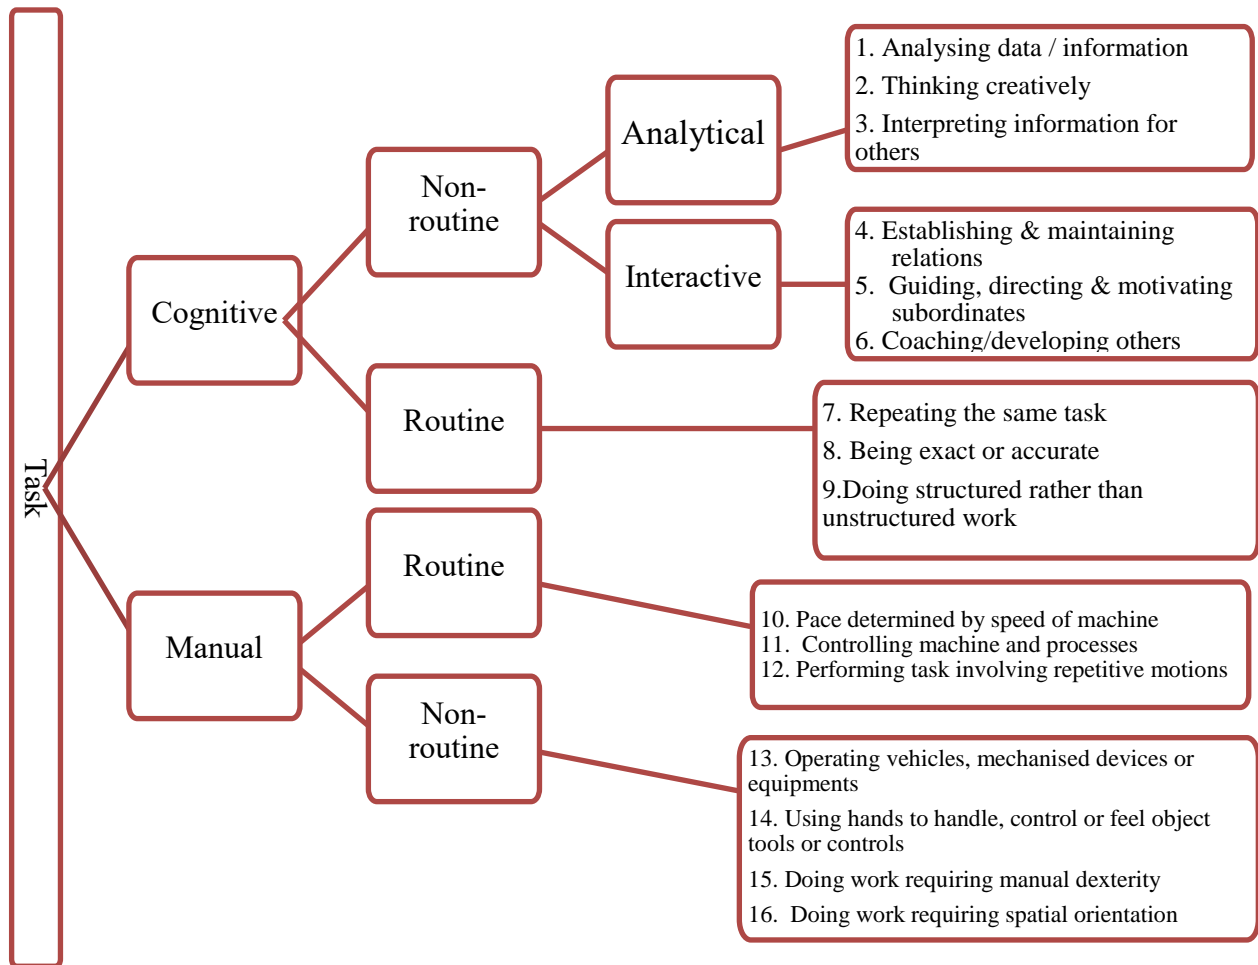 Task
Cognitive
Manual
Non-
routine
Routine
Routine
Non-
routine
Analytical
Interactive
1. Analysing data / information
2. Thinking creatively
3. Interpreting information for
others
4. Establishing & maintaining
relations
5. Guiding, directing & motivating
subordinates
6. Coaching/developing others
7. Repeating the same task
8. Being exact or accurate
9.Doing structured rather than
unstructured work
10. Pace determined by speed of machine
11. Controlling machine and processes
12. Performing task involving repetitive motions
13. Operating vehicles, mechanised devices or
equipments
14. Using hands to handle, control or feel object
tools or controls
15. Doing work requiring manual dexterity
16. Doing work requiring spatial orientation